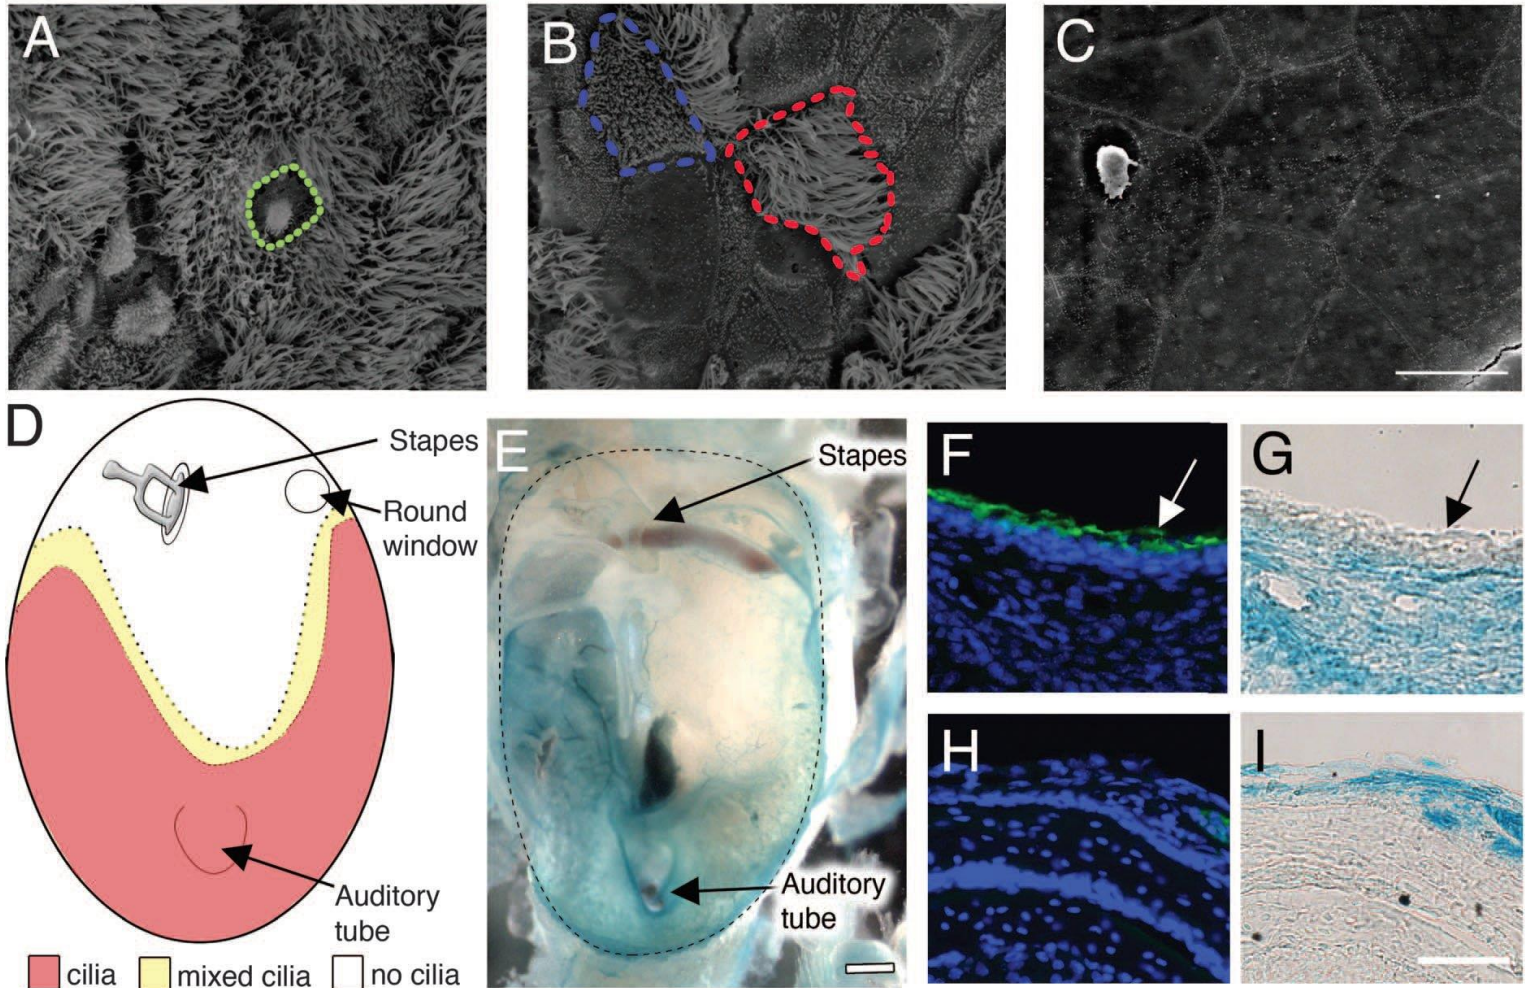 A
B
C
D
Stapes
Round
window
Auditory
tube
cilia
mixed cilia
no cilia
E
Stapes
Auditory
tube
F
G
H
I